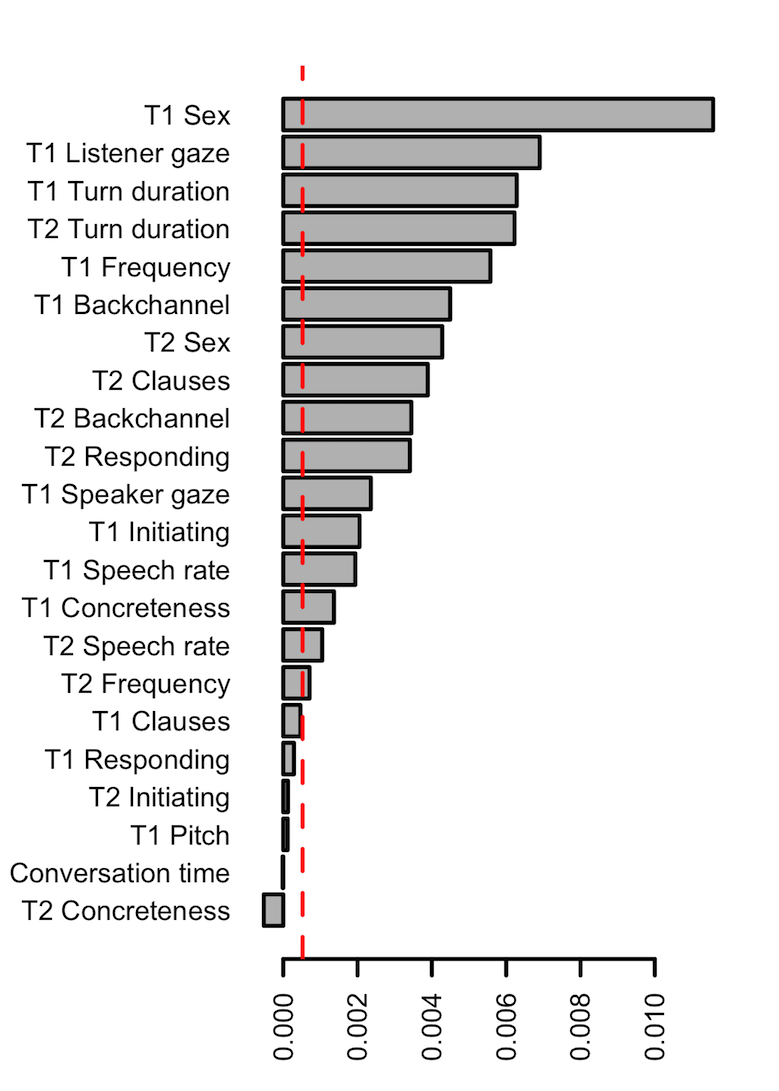 T1 Sex
T1 Listener gaze
T1 Turn duration
T2 Turn duration
T1 Frequency
T1 Backchannel
T2 Sex
T2 Clauses
T2 Backchannel
T2 Responding
T1 Speaker gaze
T1 Initiating
T1 Speech rate
T1 Concreteness
T2 Speech rate
T2 Frequency
T1 Clauses
T1 Responding
T2 Initiating
T1 Pitch
Conversation time
T2 Concreteness
0.000
0.002
0.004
0.006
0.008
0.010